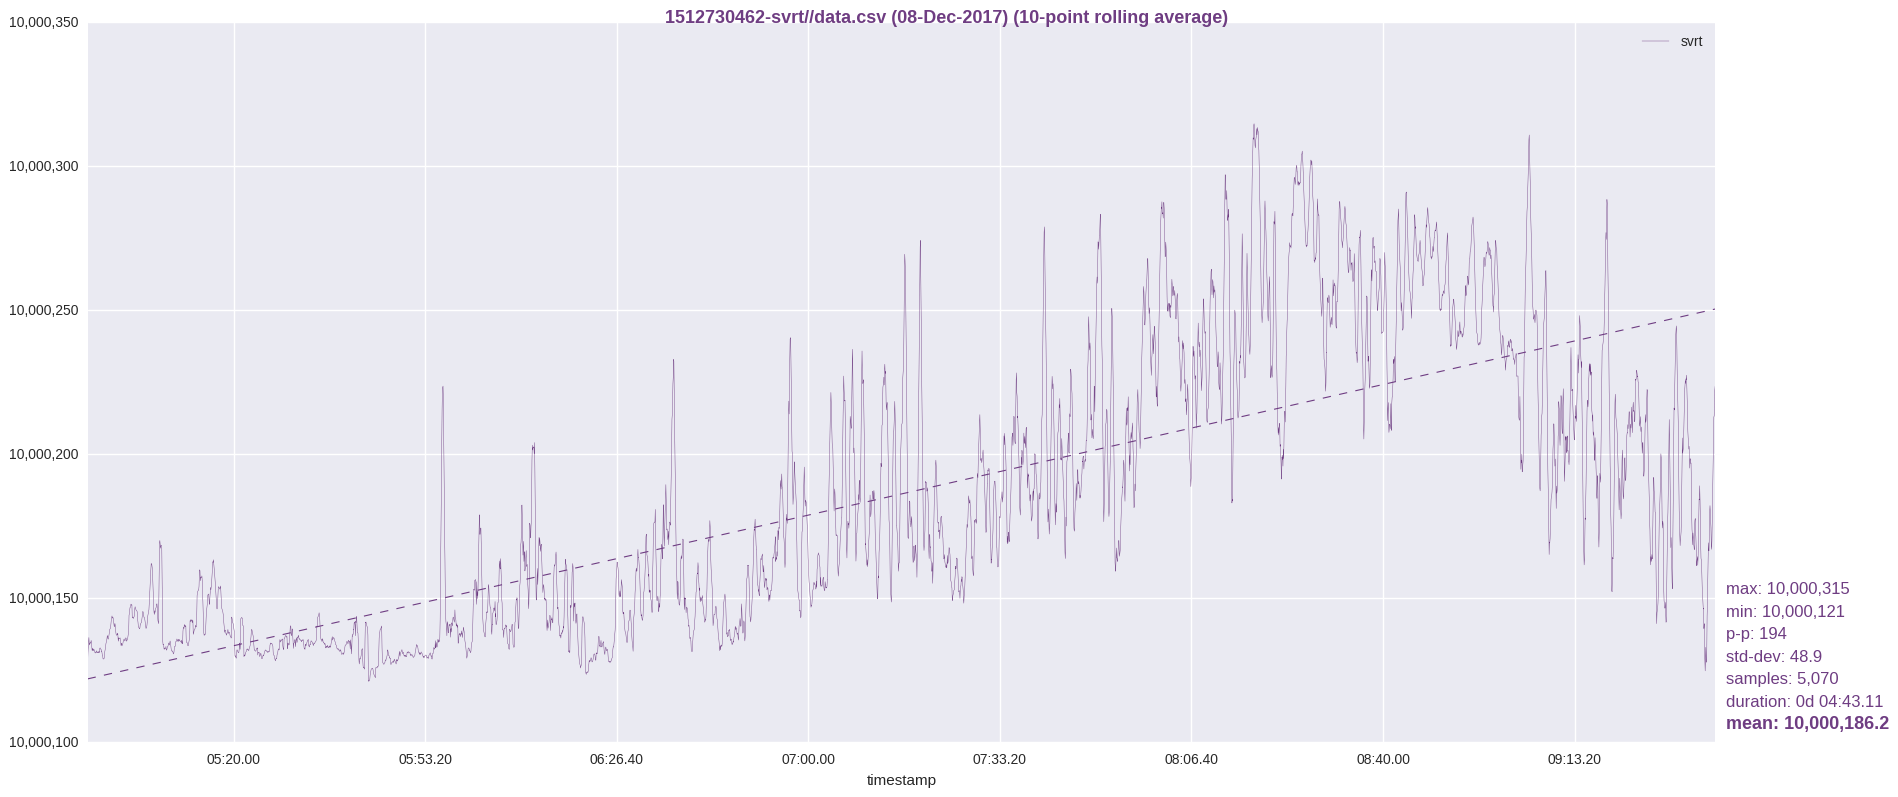 1512730462-svrt//data.csv (08-Dec-2017) (10-point rolling average)
svrt
10,000,350
10,000,300
10,000,250
10,000,200
10,000,150
10,000,100
05:20.00 05:53.20 06:26.40 07:00.00 07:33.20 08:06.40 08:40.00 09:13.20
timestamp
max: 10,000,315
min: 10,000,121
p-p: 194
std-dev: 48.9
samples: 5,070
duration: 0d 04:43.11
mean: 10,000,186.2